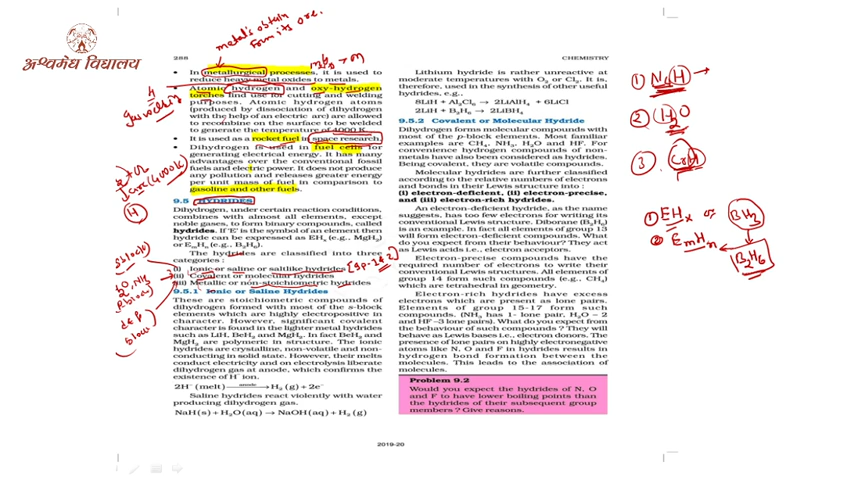 अश्वमेध विद्यालय
metal's obtain
form its ore.
288
• In metallurgical processes, it is used to
reduce heavy metal oxides to metals.
• Atomic hydrogen and oxy-hydrogen
torches find use for cutting and welding
purposes. Atomic hydrogen atoms
(produced by dissociation of dihydrogen
with the help of an electric arc) are allowed
to recombine on the surface to be welded
to generate the temperature of 4000 K.
• It is used as a rocket fuel in space research.
• Dihydrogen is used in fuel cells for
generating electrical energy. It has many
advantages over the conventional fossil
fuels and electric power. It does not produce
any pollution and releases greater energy
per unit mass of fuel in comparison to
gasoline and other fuels.
9.5 HYDRIDES
Dihydrogen, under certain reaction conditions,
combines with almost all elements, except
noble gases, to form binary compounds, called
hydrides. If ‘E’ is the symbol of an element then
hydride can be expressed as EHₓ (e.g., MgH₂)
or EₘHₙ (e.g., B₂H₆).
The hydrides are classified into three
categories :
(i) Ionic or saline or saltlike hydrides
(ii) Covalent or molecular hydrides
(iii) Metallic or non-stoichiometric hydrides
9.5.1 Ionic or Saline Hydrides
These are stoichiometric compounds of
dihydrogen formed with most of the s-block
elements which are highly electropositive in
character. However, significant covalent
character is found in the lighter metal hydrides
such as LiH, BeH₂ and MgH₂. In fact BeH₂ and
MgH₂ are polymeric in structure. The ionic
hydrides are crystalline, non-volatile and non-
conducting in solid state. However, their melts
conduct electricity and on electrolysis liberate
dihydrogen gas at anode, which confirms the
existence of H⁻ ion.
2H⁻ (melt) —anode→ H₂ (g) + 2e⁻
Saline hydrides react violently with water
producing dihydrogen gas.
NaH(s) + H₂O(aq) → NaOH(aq) + H₂(g)
CHEMISTRY
Lithium hydride is rather unreactive at
moderate temperatures with O₂ or Cl₂. It is,
therefore, used in the synthesis of other useful
hydrides, e.g.,
8LiH + Al₂Cl₆ → 2LiAlH₄ + 6LiCl
2LiH + B₂H₆ → 2LiBH₄
9.5.2 Covalent or Molecular Hydride
Dihydrogen forms molecular compounds with
most of the p-block elements. Most familiar
examples are CH₄, NH₃, H₂O and HF. For
convenience hydrogen compounds of non-
metals have also been considered as hydrides.
Being covalent, they are volatile compounds.
Molecular hydrides are further classified
according to the relative numbers of electrons
and bonds in their Lewis structure into :
(i) electron-deficient, (ii) electron-precise,
and (iii) electron-rich hydrides.
An electron-deficient hydride, as the name
suggests, has too few electrons for writing its
conventional Lewis structure. Diborane (B₂H₆)
is an example. In fact all elements of group 13
will form electron-deficient compounds. What
do you expect from their behaviour? They act
as Lewis acids i.e., electron acceptors.
Electron-precise compounds have the
required number of electrons to write their
conventional Lewis structures. All elements of
group 14 form such compounds (e.g., CH₄)
which are tetrahedral in geometry.
Electron-rich hydrides have excess
electrons which are present as lone pairs.
Elements of group 15-17 form such
compounds. (NH₃ has 1- lone pair, H₂O – 2
and HF –3 lone pairs). What do you expect from
the behaviour of such compounds ? They will
behave as Lewis bases i.e., electron donors. The
presence of lone pairs on highly electronegative
atoms like N, O and F in hydrides results in
hydrogen bond formation between the
molecules. This leads to the association of
molecules.
Problem 9.2
Would you expect the hydrides of N, O
and F to have lower boiling points than
the hydrides of their subsequent group
members ? Give reasons.
2019-20
gas welding
H
s block
p block
block
① NaH →
② H₂O
3. CrH
① EHₓ or BH₃
② EₘHₙ
B₂H₆